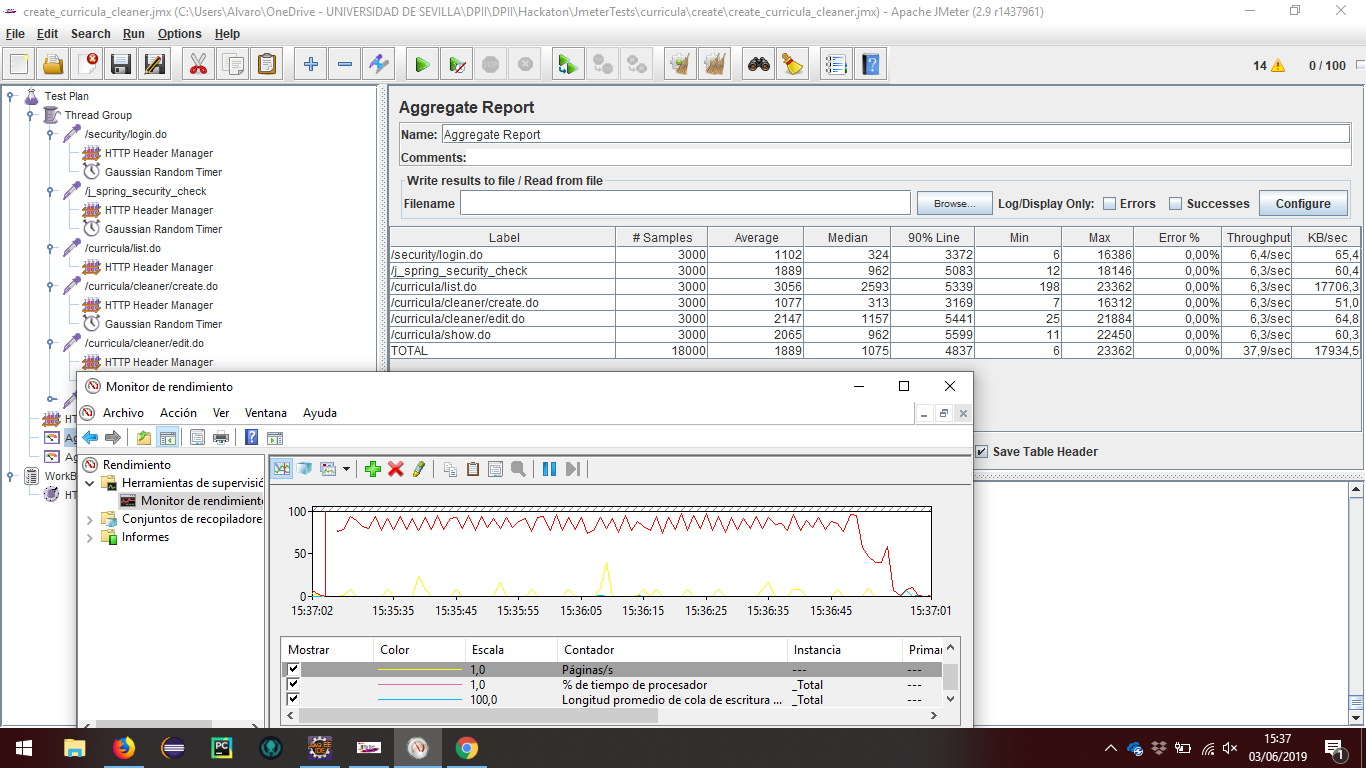 create_curricula_cleaner.jmx (C:\Users\Alvaro\OneDrive - UNIVERSIDAD DE SEVILLA\DPII\DPII\Hackaton\JmeterTests\curricula\create\create_curricula_cleaner.jmx) - Apache JMeter (2.9 r1437961)
File Edit Search Run Options Help
14 0 / 100
Test Plan
Thread Group
/security/login.do
HTTP Header Manager
Gaussian Random Timer
/j_spring_security_check
HTTP Header Manager
Gaussian Random Timer
/curricula/list.do
HTTP Header Manager
/curricula/cleaner/create.do
HTTP Header Manager
Gaussian Random Timer
/curricula/cleaner/edit.do
HTTP Header Manager
HT
Ag
Ag
WorkB
HT
Aggregate Report
Name: Aggregate Report
Comments:
Write results to file / Read from file
Filename Browse... Log/Display Only: Errors Successes Configure
Label # Samples Average Median 90% Line Min Max Error % Throughput KB/sec
/security/login.do 3000 1102 324 3372 6 16386 0,00% 6,4/sec 65,4
/j_spring_security_check 3000 1889 962 5083 12 18146 0,00% 6,3/sec 60,4
/curricula/list.do 3000 3056 2593 5339 198 23362 0,00% 6,3/sec 17706,3
/curricula/cleaner/create.do 3000 1077 313 3169 7 16312 0,00% 6,3/sec 51,0
/curricula/cleaner/edit.do 3000 2147 1157 5441 25 21884 0,00% 6,3/sec 64,8
/curricula/show.do 3000 2065 962 5599 11 22450 0,00% 6,3/sec 60,3
TOTAL 18000 1889 1075 4837 6 23362 0,00% 37,9/sec 17934,5
Save Table Header
Monitor de rendimiento
Archivo Acción Ver Ventana Ayuda
Rendimiento
Herramientas de supervisió
Monitor de rendimiento
Conjuntos de recopiladore
Informes
100
50
0
15:37:02 15:35:35 15:35:45 15:35:55 15:36:05 15:36:15 15:36:25 15:36:35 15:36:45 15:37:01
Mostrar Color Escala Contador Instancia Primar
1,0 Páginas/s --- ---
1,0 % de tiempo de procesador _Total ---
100,0 Longitud promedio de cola de escritura ... _Total ---
15:37
03/06/2019
1